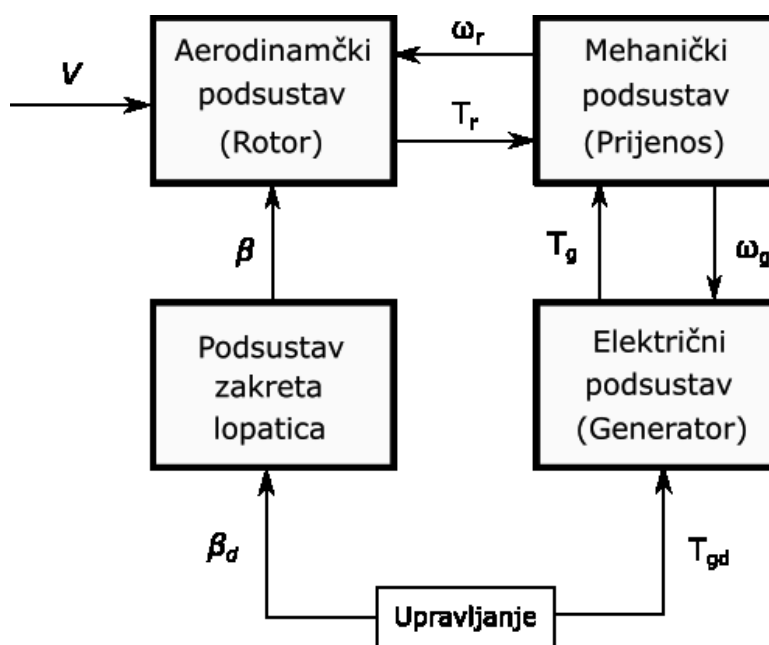 V
Aerodinamčki
podsustav
(Rotor)
ωr
Tr
Mehanički
podsustav
(Prijenos)
β
Tg
ωg
Podsustav
zakreta
lopatica
Električni
podsustav
(Generator)
βd
Tgd
Upravljanje